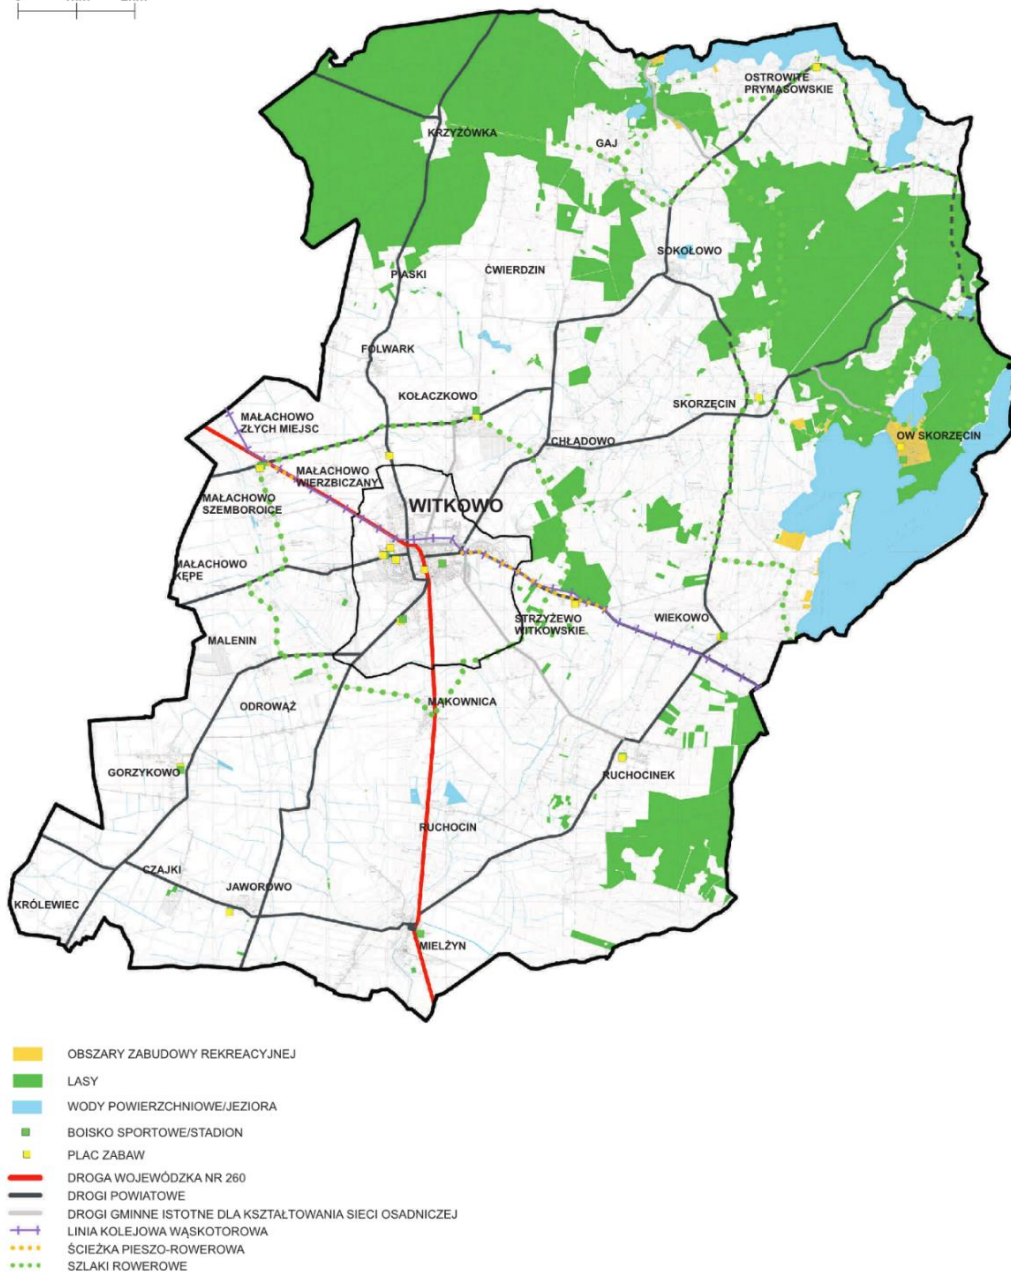 OSTROWITE
PRYMASOWSKIE
KRZYŻÓWKA
GAJ
SOKOŁOWO
PIASKI
ĆWIERDZIN
FOLWARK
KOŁACZKOWO
SKORZĘCIN
MAŁACHOWO
ZŁYCH MIEJSC
CHŁĄDOWO
OW SKORZĘCIN
MAŁACHOWO
WIERZBICZANY
MAŁACHOWO
SZEMBOROICE
WITKOWO
MAŁACHOWO
KĘPE
STRZYŻEWO
WITKOWSKIE
WIEKOWO
MALENIN
MĄKOWNICA
ODROWĄŻ
GORZYKOWO
RUCHOCINEK
RUCHOCIN
CZAJKI
JAWOROWO
KRÓLEWIEC
MIELŻYN
OBSZARY ZABUDOWY REKREACYJNEJ
LASY
WODY POWIERZCHNIOWE/JEZIORA
BOISKO SPORTOWE/STADION
PLAC ZABAW
DROGA WOJEWÓDZKA NR 260
DROGI POWIATOWE
DROGI GMINNE ISTOTNE DLA KSZTAŁTOWANIA SIECI OSADNICZEJ
LINIA KOLEJOWA WĄSKOTOROWA
ŚCIEŻKA PIESZO-ROWEROWA
SZLAKI ROWEROWE